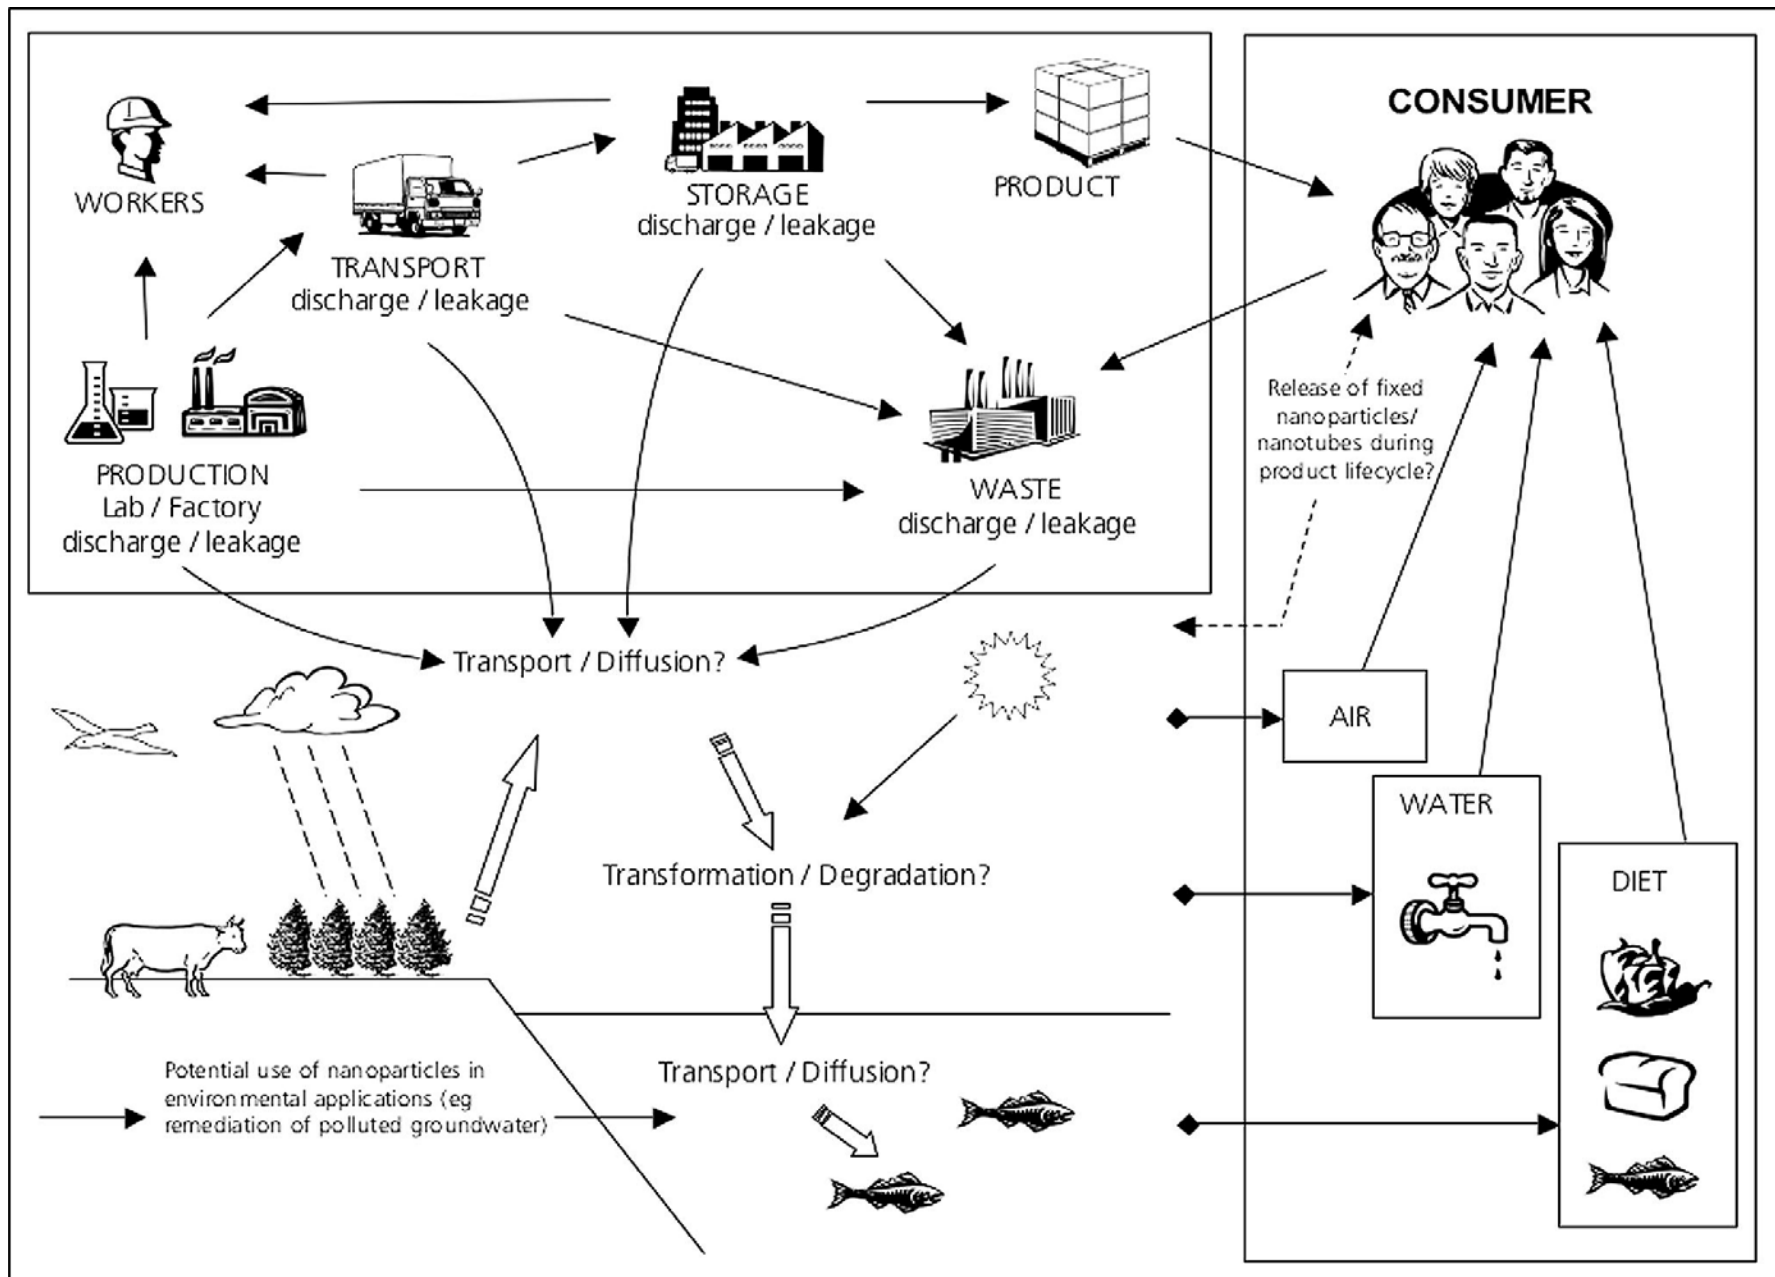 CONSUMER
WORKERS
STORAGE
discharge / leakage
PRODUCT
TRANSPORT
discharge / leakage
PRODUCTION
Lab / Factory
discharge / leakage
WASTE
discharge / leakage
Release of fixed
nanoparticles/
nanotubes during
product lifecycle?
Transport / Diffusion?
AIR
WATER
Transformation / Degradation?
DIET
Potential use of nanoparticles in
environmental applications (eg
remediation of polluted groundwater)
Transport / Diffusion?